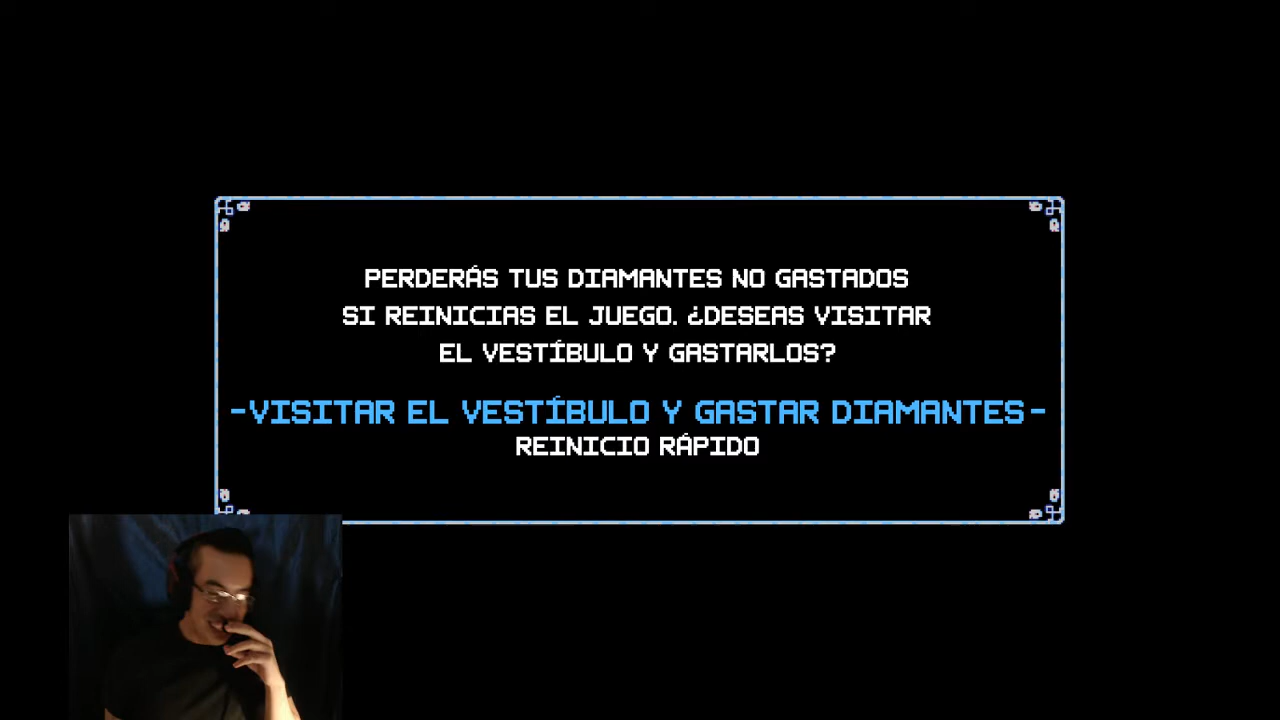 PERDERÁS TUS DIAMANTES NO GASTADOS
SI REINICIAS EL JUEGO. ¿DESEAS VISITAR
EL VESTÍBULO Y GASTARLOS?
-VISITAR EL VESTÍBULO Y GASTAR DIAMANTES-
REINICIO RÁPIDO